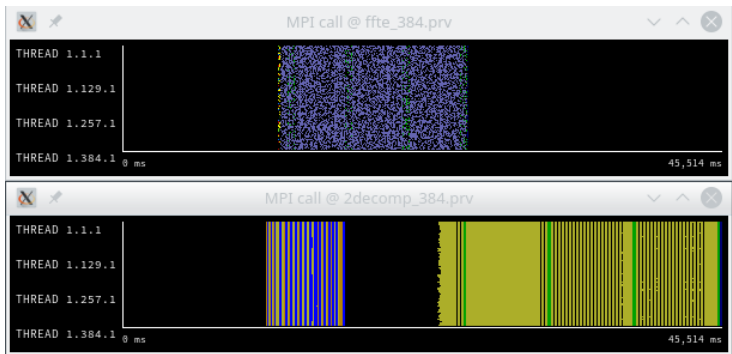 MPI call @ ffte_384.prv
THREAD 1.1.1
THREAD 1.129.1
THREAD 1.257.1
THREAD 1.384.1
0 ms 45,514 ms
MPI call @ 2decomp_384.prv
THREAD 1.1.1
THREAD 1.129.1
THREAD 1.257.1
THREAD 1.384.1
0 ms 45,514 ms